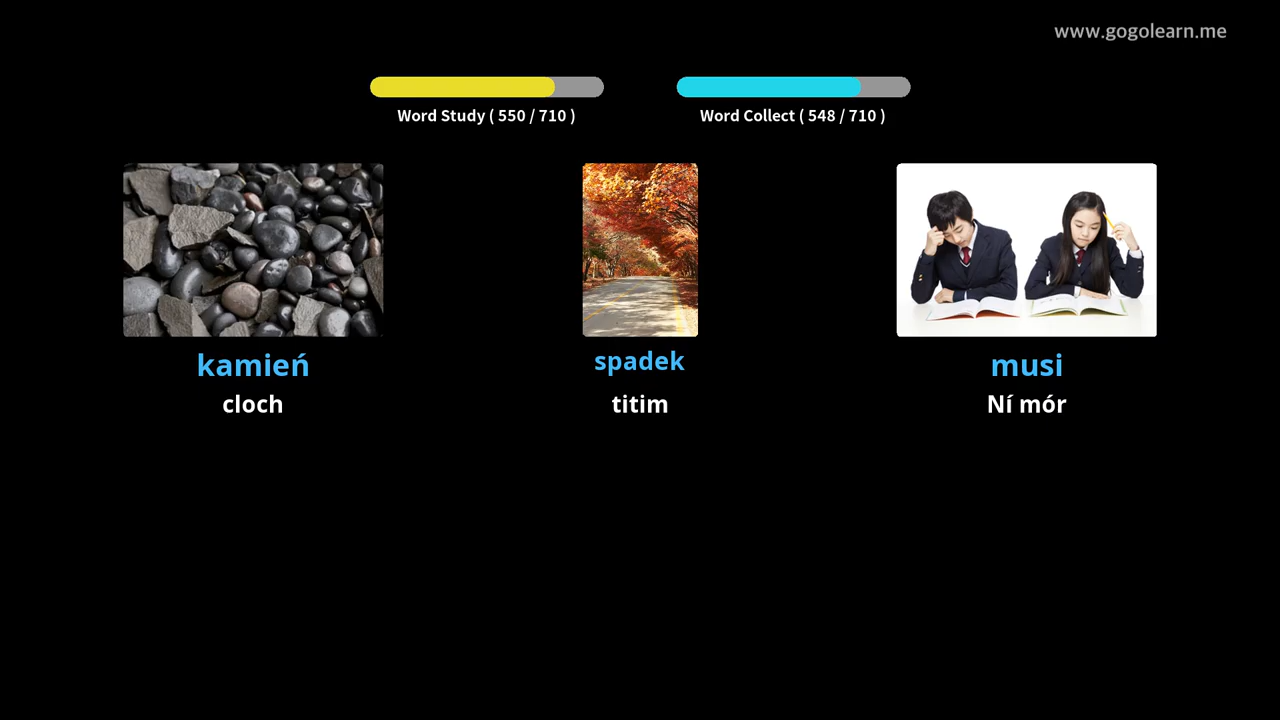 www.gogolearn.me
Word Study ( 550 / 710 )
Word Collect ( 548 / 710 )
kamień
spadek
musi
cloch
titim
Ní mór